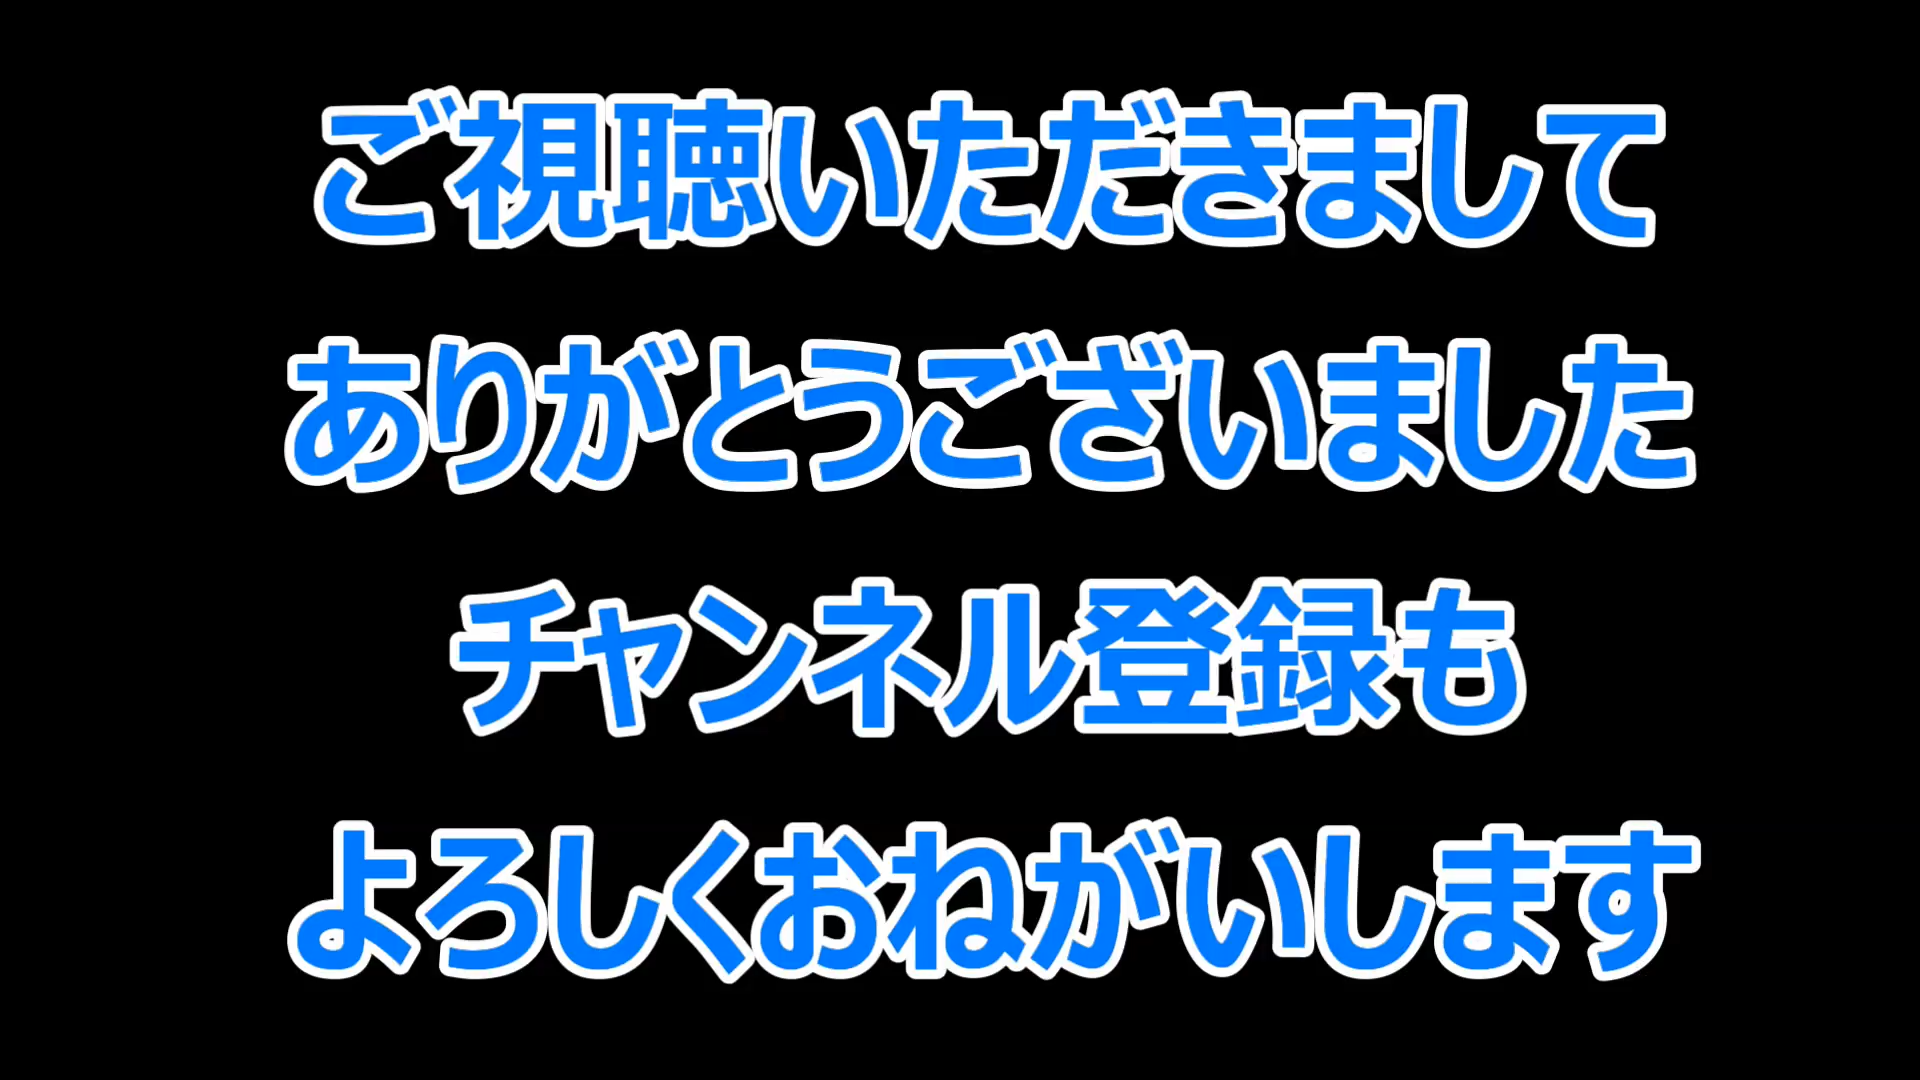 ご視聴いただきまして
ありがとうございました
チャンネル登録も
よろしくおねがいします